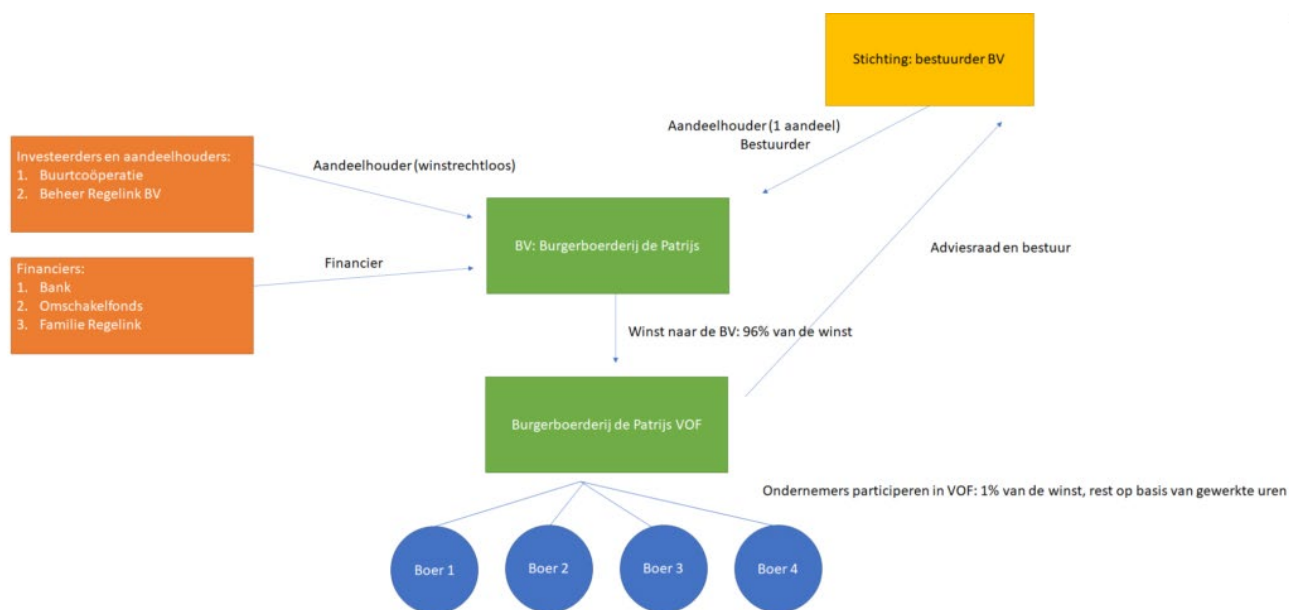 Stichting: bestuurder BV
Aandeelhouder (1 aandeel)
Bestuurder
Investeerders en aandeelhouders:
1. Buurtcoöperatie
2. Beheer Regelink BV
Aandeelhouder (winstrechtloos)
BV: Burgerboerderij de Patrijs
Adviesraad en bestuur
Financiers:
1. Bank
2. Omschakelfonds
3. Familie Regelink
Financier
Winst naar de BV: 96% van de winst
Burgerboerderij de Patrijs VOF
Ondernemers participeren in VOF: 1% van de winst, rest op basis van gewerkte uren
Boer 1
Boer 2
Boer 3
Boer 4